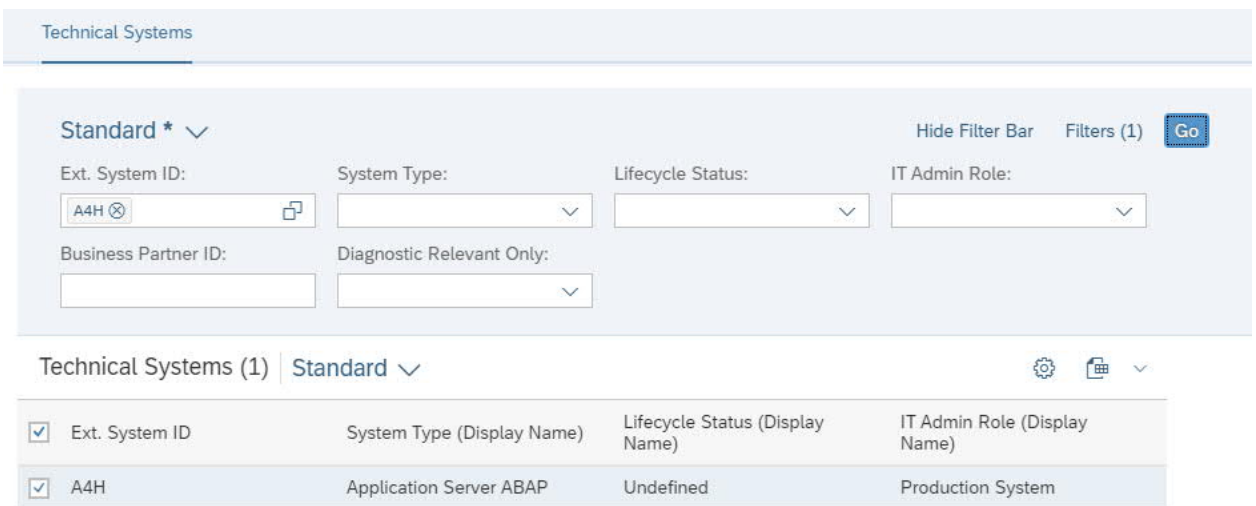 Technical Systems
Standard *
Hide Filter Bar
Filters (1)
Go
Ext. System ID:
System Type:
Lifecycle Status:
IT Admin Role:
A4H
Business Partner ID:
Diagnostic Relevant Only:
Technical Systems (1)
Standard
Ext. System ID
System Type (Display Name)
Lifecycle Status (Display
Name)
IT Admin Role (Display
Name)
A4H
Application Server ABAP
Undefined
Production System